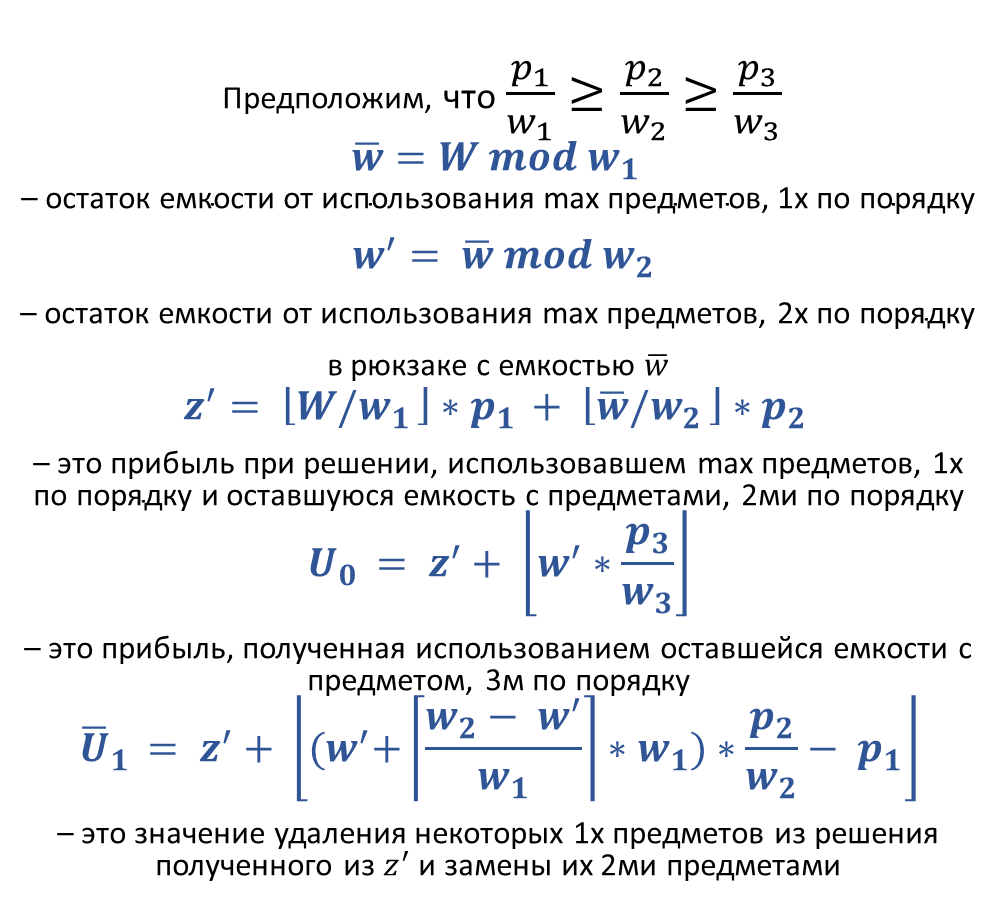 Предположим, что p₁/w₁ ≥ p₂/w₂ ≥ p₃/w₃
w̅ = W mod w₁
– остаток емкости от использования max предметов, 1х по порядку
w′ = w̅ mod w₂
– остаток емкости от использования max предметов, 2х по порядку
в рюкзаке с емкостью w̅
z′ = ⌊W/w₁⌋ * p₁ + ⌊w̅/w₂⌋ * p₂
– это прибыль при решении, использовавшем max предметов, 1х
по порядку и оставшуюся емкость с предметами, 2ми по порядку
U₀ = z′ + ⌊w′ * p₃/w₃⌋
– это прибыль, полученная использованием оставшейся емкости с
предметом, 3м по порядку
U̅₁ = z′ + ⌊(w′ + ⌈(w₂ − w′)/w₁⌉ * w₁) * p₂/w₂ − p₁⌋
– это значение удаления некоторых 1х предметов из решения
полученного из z′ и замены их 2ми предметами